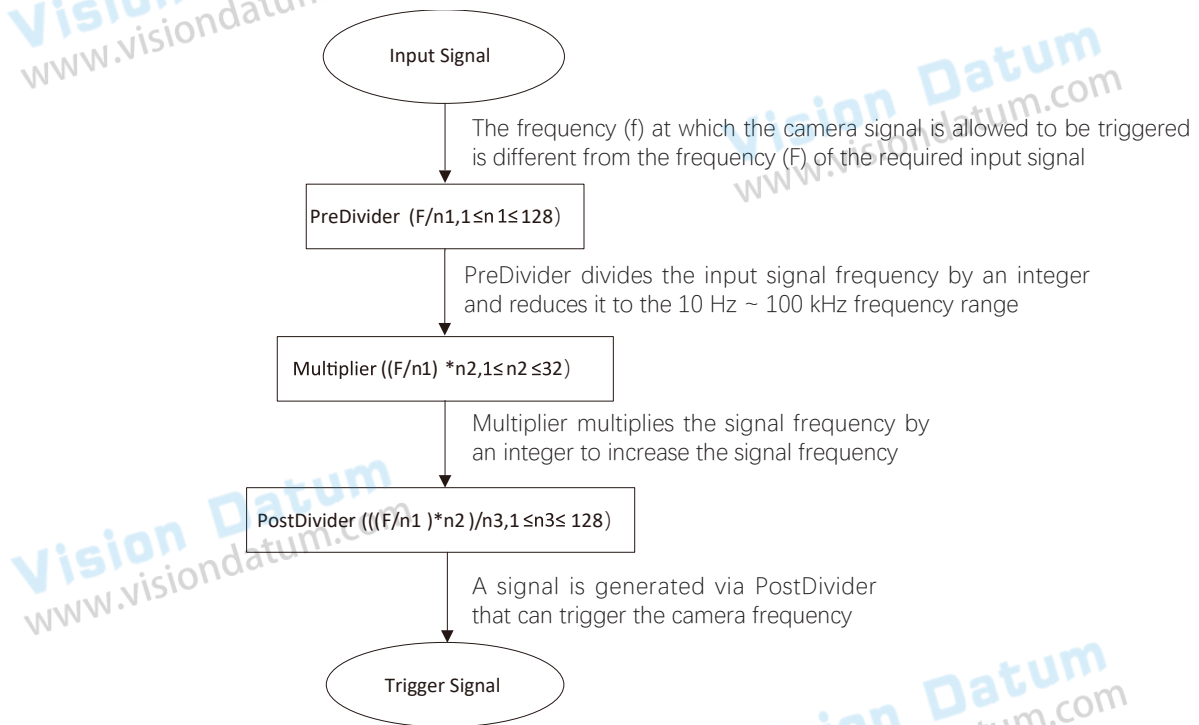 Vision
www.visiondatum
Input Signal
Vision Datum
www.visiondatum.com
The frequency (f) at which the camera signal is allowed to be triggered
is different from the frequency (F) of the required input signal
PreDivider (F/n1,1≤n1≤128)
PreDivider divides the input signal frequency by an integer
and reduces it to the 10 Hz ~ 100 kHz frequency range
Multiplier ((F/n1) *n2,1≤ n2 ≤32)
Multiplier multiplies the signal frequency by
an integer to increase the signal frequency
Vision Datum
www.visiondatum.com
PostDivider (((F/n1 )*n2 )/n3,1 ≤n3≤ 128)
A signal is generated via PostDivider
that can trigger the camera frequency
Trigger Signal
Datum
.com